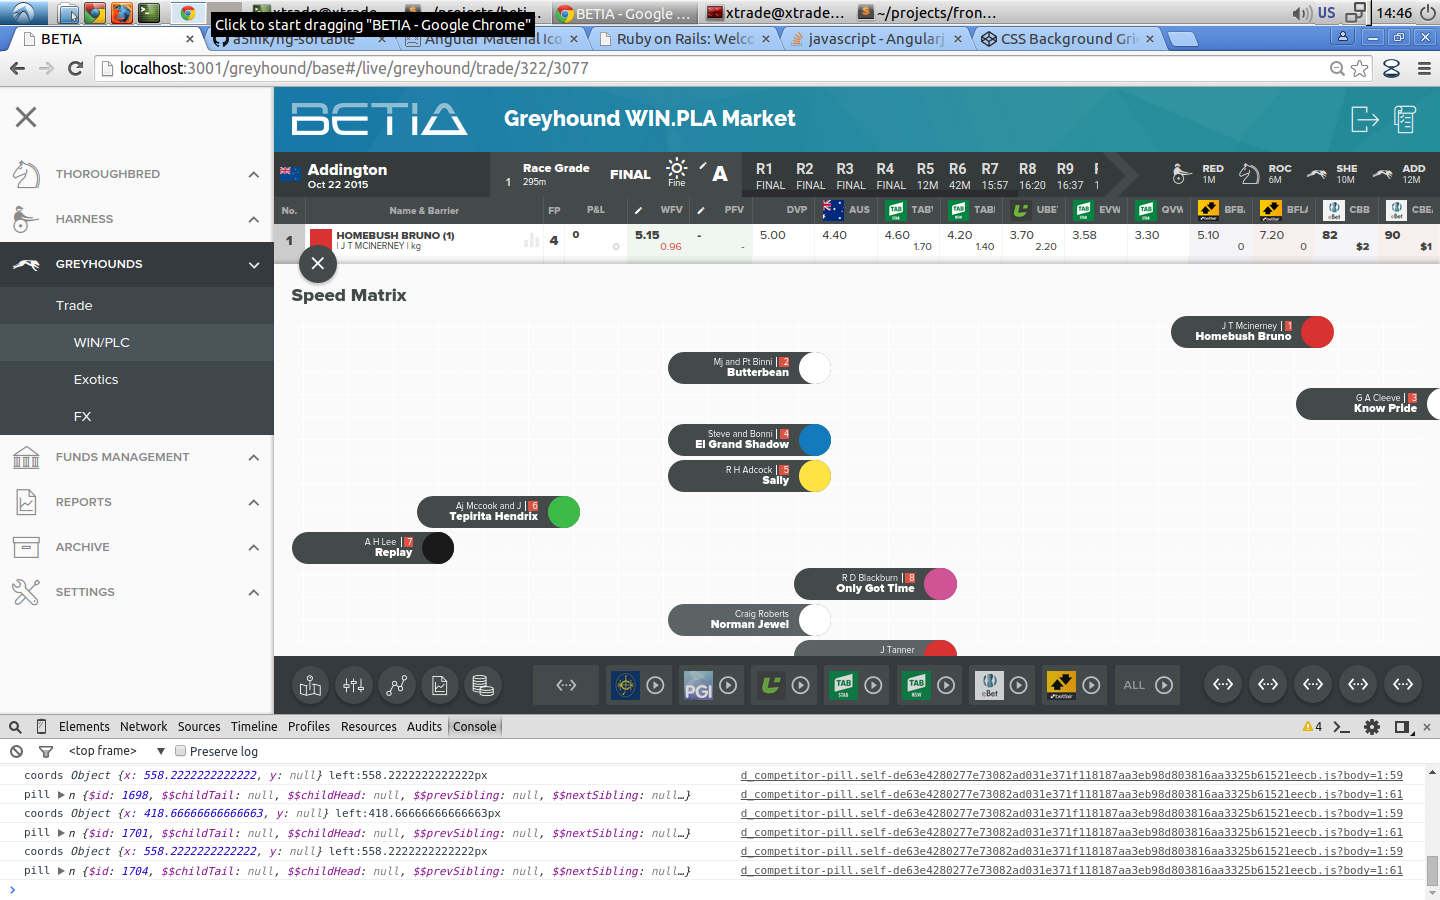 xtrade@xtrade...
~/projects/beti...
BETIA - Google ...
xtrade@xtrade...
~/projects/fron...
US
14:46
Click to start dragging "BETIA - Google Chrome"
BETIA
a5hik/ng-sortable
Angular Material Ico
Ruby on Rails: Welco
javascript - Angularj
CSS Background Gri
localhost:3001/greyhound/base#/live/greyhound/trade/322/3077
THOROUGHBRED
HARNESS
GREYHOUNDS
Trade
WIN/PLC
Exotics
FX
FUNDS MANAGEMENT
REPORTS
ARCHIVE
SETTINGS
BETIA
Greyhound WIN.PLA Market
Addington
Oct 22 2015
1
Race Grade
295m
FINAL
Fine
A
R1 R2 R3 R4 R5 R6 R7 R8 R9
FINAL FINAL FINAL FINAL 12M 42M 15:57 16:20 16:37 1
RED
1M
ROC
6M
SHE
10M
ADD
12M
No. Name & Barrier FP P&L WFV PFV DVP AUS TAB TAB UBE EVW QVW BFB BFL CBB CBE
1 HOMEBUSH BRUNO (1) 4 0 5.15 - 5.00 4.40 4.60 4.20 3.70 3.58 3.30 5.10 7.20 82 90
| J T MCINERNEY | kg 0 0.96 - 1.70 1.40 2.20 0 0 $2 $1
Speed Matrix
J T Mcinerney | 1
Homebush Bruno
Mj and Pt Binni | 2
Butterbean
G A Cleeve | 3
Know Pride
Steve and Bonni | 4
El Grand Shadow
R H Adcock | 5
Sally
Aj Mccook and J | 6
Tepirita Hendrix
A H Lee | 7
Replay
R D Blackburn | 8
Only Got Time
Craig Roberts
Norman Jewel
J Tanner
PGI
TAB
TAB
NSW
eBet
betfair
ALL
Elements Network Sources Timeline Profiles Resources Audits Console
4
<top frame> Preserve log
coords Object {x: 558.2222222222222, y: null} left:558.2222222222222px d_competitor-pill.self-de63e4280277e73082ad031e371f118187aa3eb98d803816aa3325b61521eecb.js?body=1:59
pill n {$id: 1698, $$childTail: null, $$childHead: null, $$prevSibling: null, $$nextSibling: null…} d_competitor-pill.self-de63e4280277e73082ad031e371f118187aa3eb98d803816aa3325b61521eecb.js?body=1:61
coords Object {x: 418.66666666666663, y: null} left:418.66666666666663px d_competitor-pill.self-de63e4280277e73082ad031e371f118187aa3eb98d803816aa3325b61521eecb.js?body=1:59
pill n {$id: 1701, $$childTail: null, $$childHead: null, $$prevSibling: null, $$nextSibling: null…} d_competitor-pill.self-de63e4280277e73082ad031e371f118187aa3eb98d803816aa3325b61521eecb.js?body=1:61
coords Object {x: 558.2222222222222, y: null} left:558.2222222222222px d_competitor-pill.self-de63e4280277e73082ad031e371f118187aa3eb98d803816aa3325b61521eecb.js?body=1:59
pill n {$id: 1704, $$childTail: null, $$childHead: null, $$prevSibling: null, $$nextSibling: null…} d_competitor-pill.self-de63e4280277e73082ad031e371f118187aa3eb98d803816aa3325b61521eecb.js?body=1:61